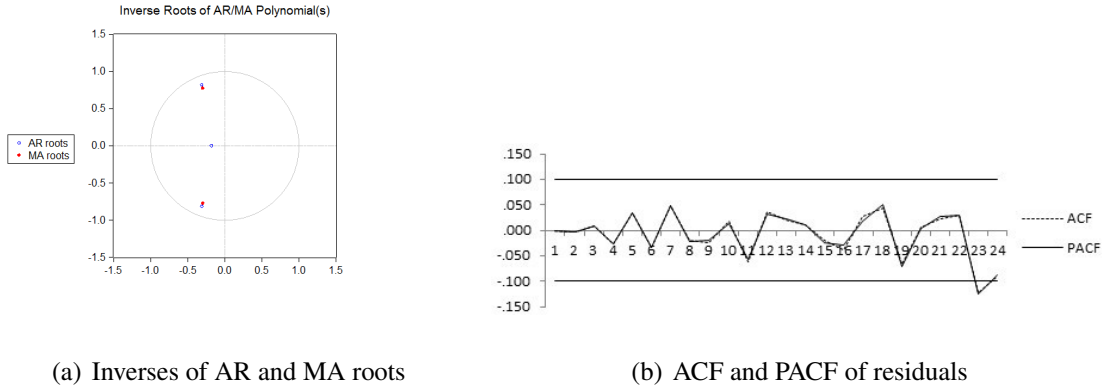 Inverse Roots of AR/MA Polynomial(s)
1.5
1.0
0.5
0.0
-0.5
-1.0
-1.5
-1.5 -1.0 -0.5 0.0 0.5 1.0 1.5
AR roots
MA roots
.150
.100
.050
.000
-.050
-.100
-.150
1 2 3 4 5 6 7 8 9 10 11 12 13 14 15 16 17 18 19 20 21 22 23 24
ACF
PACF
(a) Inverses of AR and MA roots
(b) ACF and PACF of residuals